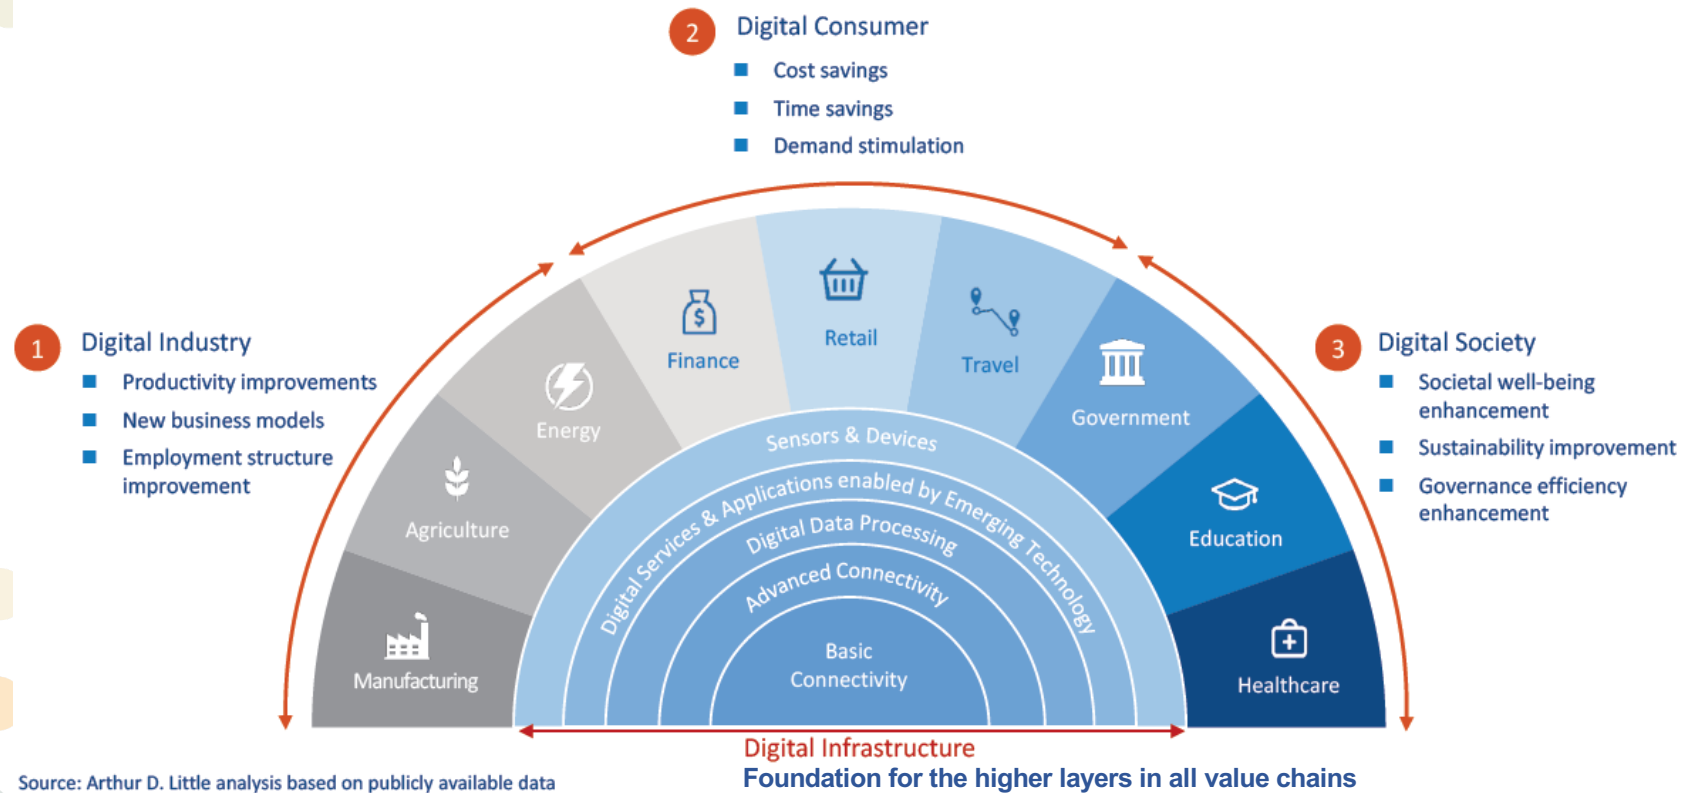 2
Digital Consumer
Cost savings
Time savings
Demand stimulation
1
Digital Industry
Productivity improvements
New business models
Employment structure
improvement
3
Digital Society
Societal well-being
enhancement
Sustainability improvement
Governance efficiency
enhancement
Manufacturing
Agriculture
Energy
$
Finance
Retail
Travel
Government
Education
Healthcare
Sensors & Devices
Digital Services & Applications enabled by Emerging Technology
Digital Data Processing
Advanced Connectivity
Basic
Connectivity
Digital Infrastructure
Foundation for the higher layers in all value chains
Source: Arthur D. Little analysis based on publicly available data